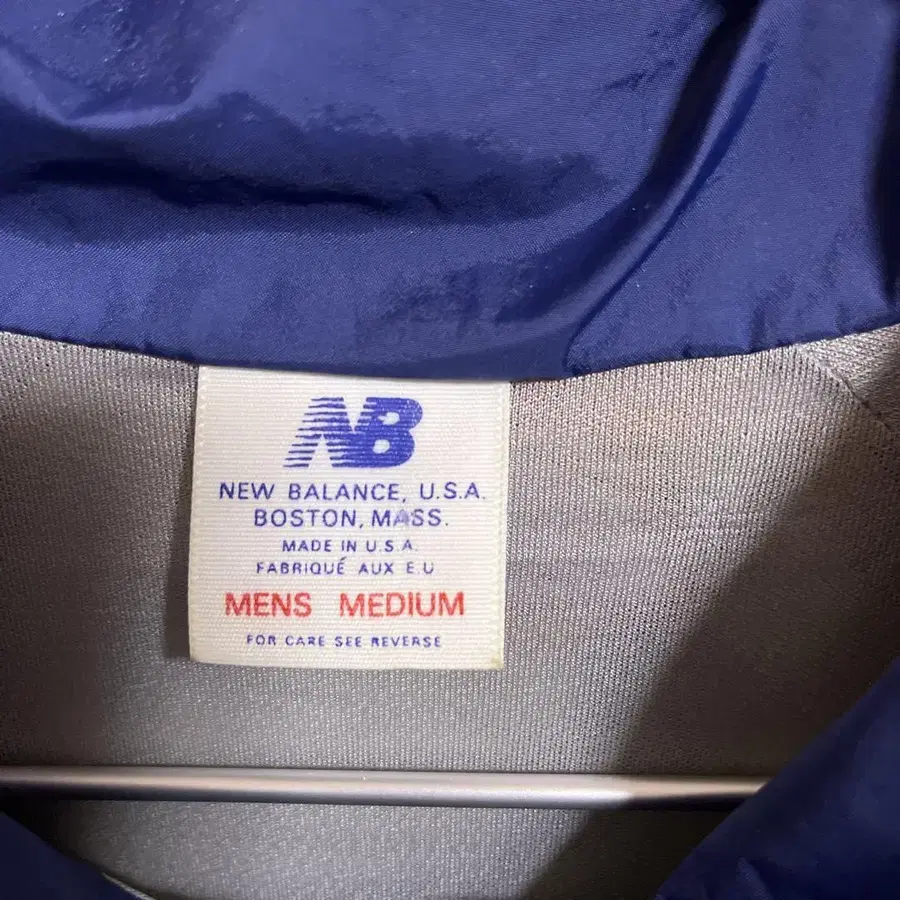 NB
NEW BALANCE, U.S.A.
BOSTON, MASS.
MADE IN U.S.A.
FABRIQUÉ AUX E.U
MENS MEDIUM
FOR CARE SEE REVERSE